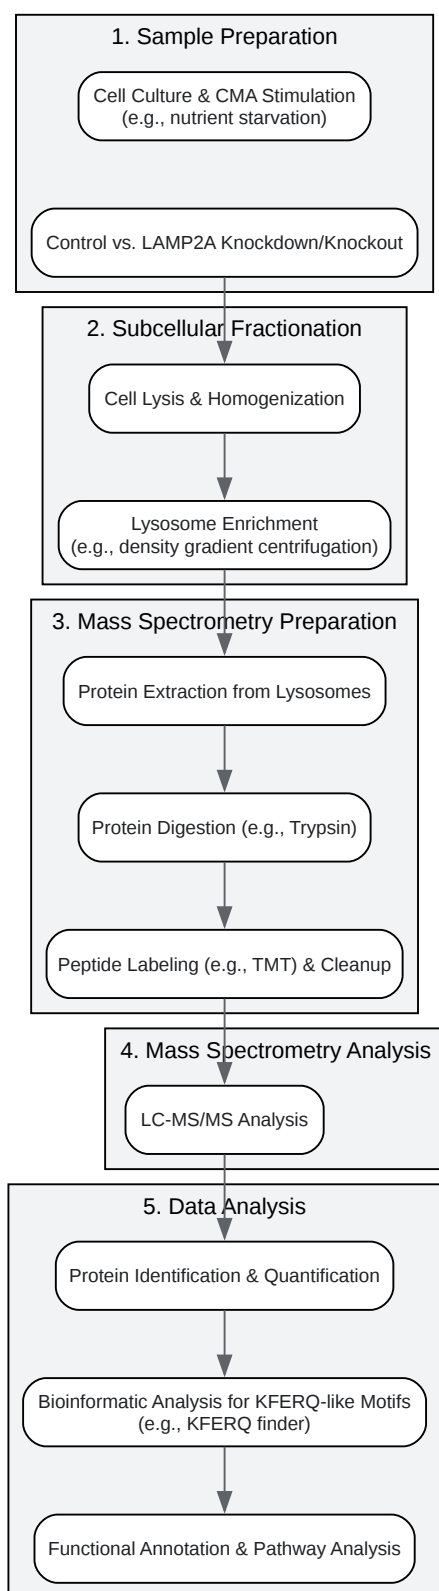 1. Sample Preparation
Cell Culture & CMA Stimulation
(e.g., nutrient starvation)
Control vs. LAMP2A Knockdown/Knockout
2. Subcellular Fractionation
Cell Lysis & Homogenization
Lysosome Enrichment
(e.g., density gradient centrifugation)
3. Mass Spectrometry Preparation
Protein Extraction from Lysosomes
Protein Digestion (e.g., Trypsin)
Peptide Labeling (e.g., TMT) & Cleanup
4. Mass Spectrometry Analysis
LC-MS/MS Analysis
5. Data Analysis
Protein Identification & Quantification
Bioinformatic Analysis for KFERQ-like Motifs
(e.g., KFERQ finder)
Functional Annotation & Pathway Analysis